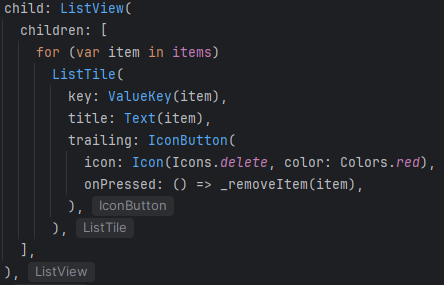 child: ListView(
  children: [
    for (var item in items)
      ListTile(
        key: ValueKey(item),
        title: Text(item),
        trailing: IconButton(
          icon: Icon(Icons.delete, color: Colors.red),
          onPressed: () => _removeItem(item),
        ), IconButton
      ), ListTile
  ],
), ListView